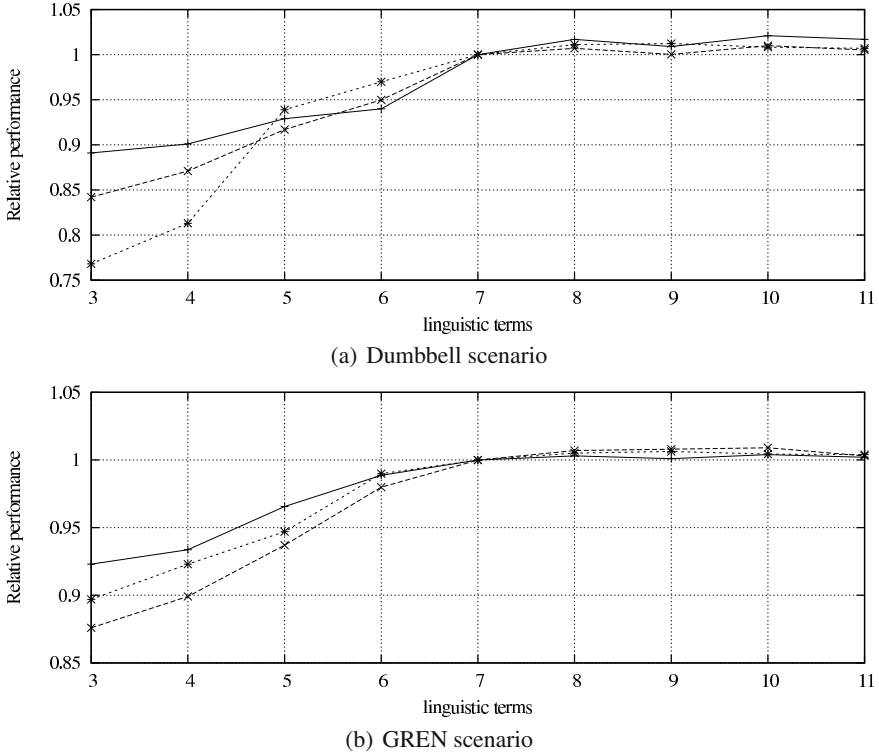 1.05
1
0.95
0.9
0.85
0.8
0.75
Relative performance
3 4 5 6 7 8 9 10 11
linguistic terms
(a) Dumbbell scenario
1.05
1
0.95
0.9
0.85
Relative performance
3 4 5 6 7 8 9 10 11
linguistic terms
(b) GREN scenario